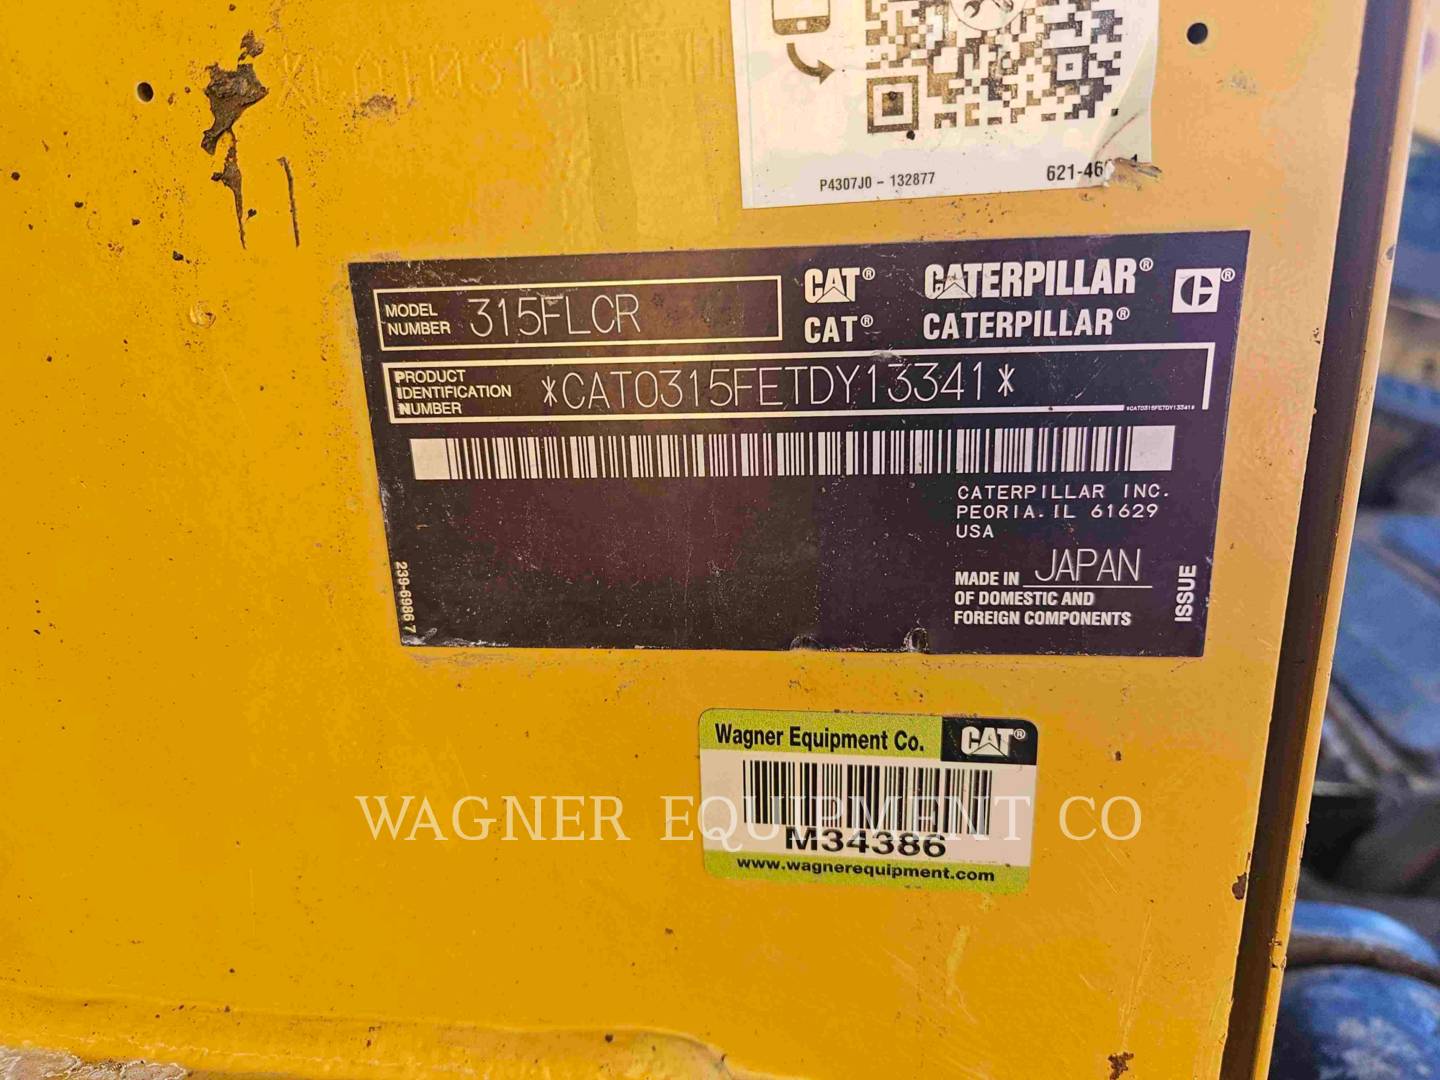 P4307J0 - 132877
MODEL NUMBER 315FLCR
CAT® CATERPILLAR®
CAT® CATERPILLAR®
PRODUCT IDENTIFICATION NUMBER *CAT0315FETDY13341*
*CAT0315FETDY13341*
CATERPILLAR INC.
PEORIA. IL 61629
USA
MADE IN JAPAN
OF DOMESTIC AND
FOREIGN COMPONENTS
ISSUE
239-6986 7
Wagner Equipment Co. CAT®
WAGNER EQUIPMENT CO
M34386
www.wagnerequipment.com